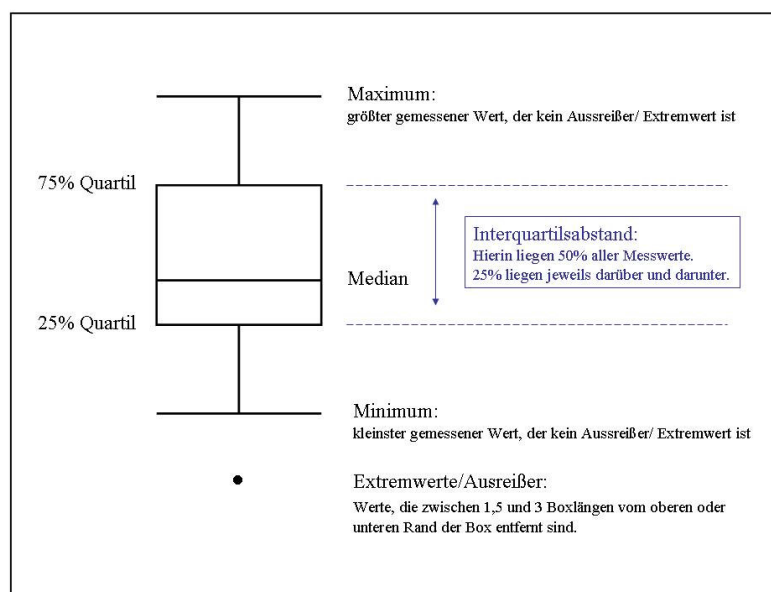 Maximum:
größter gemessener Wert, der kein Aussreißer/ Extremwert ist
75% Quartil
Interquartilsabstand:
Hierin liegen 50% aller Messwerte.
25% liegen jeweils darüber und darunter.
Median
25% Quartil
Minimum:
kleinster gemessener Wert, der kein Aussreißer/ Extremwert ist
Extremwerte/Ausreißer:
Werte, die zwischen 1,5 und 3 Boxlängen vom oberen oder
unteren Rand der Box entfernt sind.